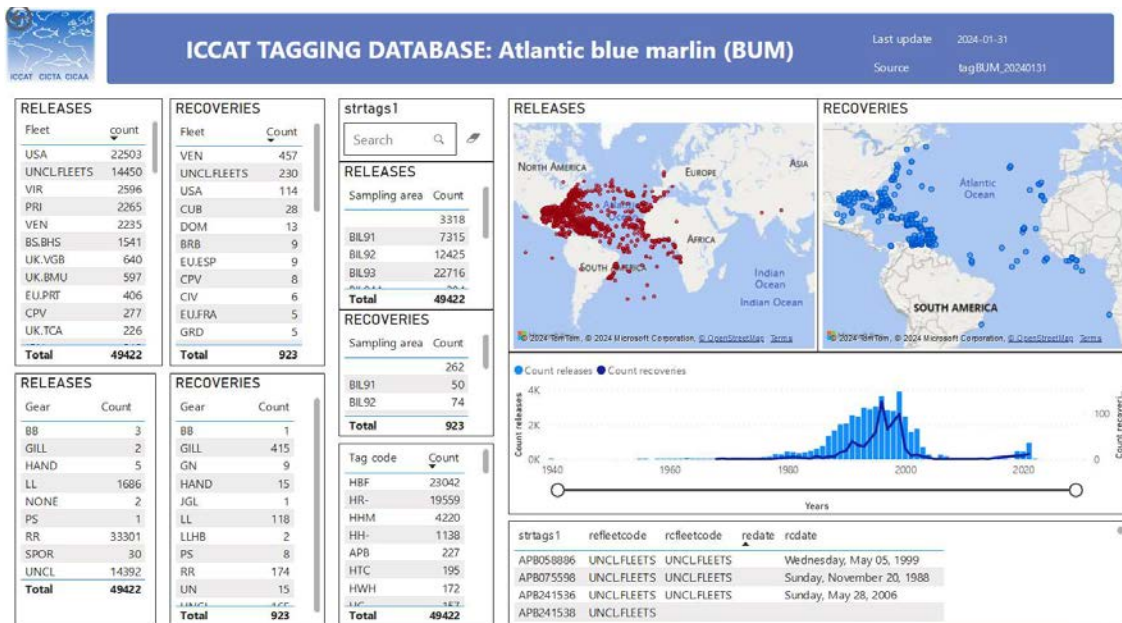 ICCAT CICTA CICAA
ICCAT TAGGING DATABASE: Atlantic blue marlin (BUM)
Last update 2024-01-31
Source tagBUM_20240131
RELEASES
Fleet count
USA 22503
UNCL.FLEETS 14450
VIR 2596
PRI 2265
VEN 2235
BS.BHS 1541
UK.VGB 640
UK.BMU 597
EU.PRT 406
CPV 277
UK.TCA 226
Total 49422
RECOVERIES
Fleet Count
VEN 457
UNCL.FLEETS 230
USA 114
CUB 28
DOM 13
BRB 9
EU.ESP 9
CPV 8
CIV 6
EU.FRA 5
GRD 5
Total 923
strtags1
Search
RELEASES
Sampling area Count
3318
BIL91 7315
BIL92 12425
BIL93 22716
Total 49422
RECOVERIES
Sampling area Count
262
BIL91 50
BIL92 74
Total 923
RELEASES
NORTH AMERICA
EUROPE
ASIA
AFRICA
SOUTH AMERICA
Indian
Ocean
Indian Ocean
© 2024 TomTom, © 2024 Microsoft Corporation, © OpenStreetMap Terms
RECOVERIES
Atlantic
Ocean
SOUTH AMERICA
© 2024 TomTom, © 2024 Microsoft Corporation, © OpenStreetMap Terms
RELEASES
Gear Count
BB 3
GILL 2
HAND 5
LL 1686
NONE 2
PS 1
RR 33301
SPOR 30
UNCL 14392
Total 49422
RECOVERIES
Gear Count
BB 1
GILL 415
GN 9
HAND 15
JGL 1
LL 118
LLHB 2
PS 8
RR 174
UN 15
Total 923
Tag code Count
HBF 23042
HR- 19559
HHM 4220
HH- 1138
APB 227
HTC 195
HWH 172
Total 49422
Count releases Count recoveries
Count releases
4K
2K
0K
100
0
1940 1960 1980 2000 2020
Years
strtags1 refleetcode rcfleetcode redate rcdate
APB058886 UNCL.FLEETS UNCL.FLEETS Wednesday, May 05, 1999
APB075598 UNCL.FLEETS UNCL.FLEETS Sunday, November 20, 1988
APB241536 UNCL.FLEETS UNCL.FLEETS Sunday, May 28, 2006
APB241538 UNCL.FLEETS